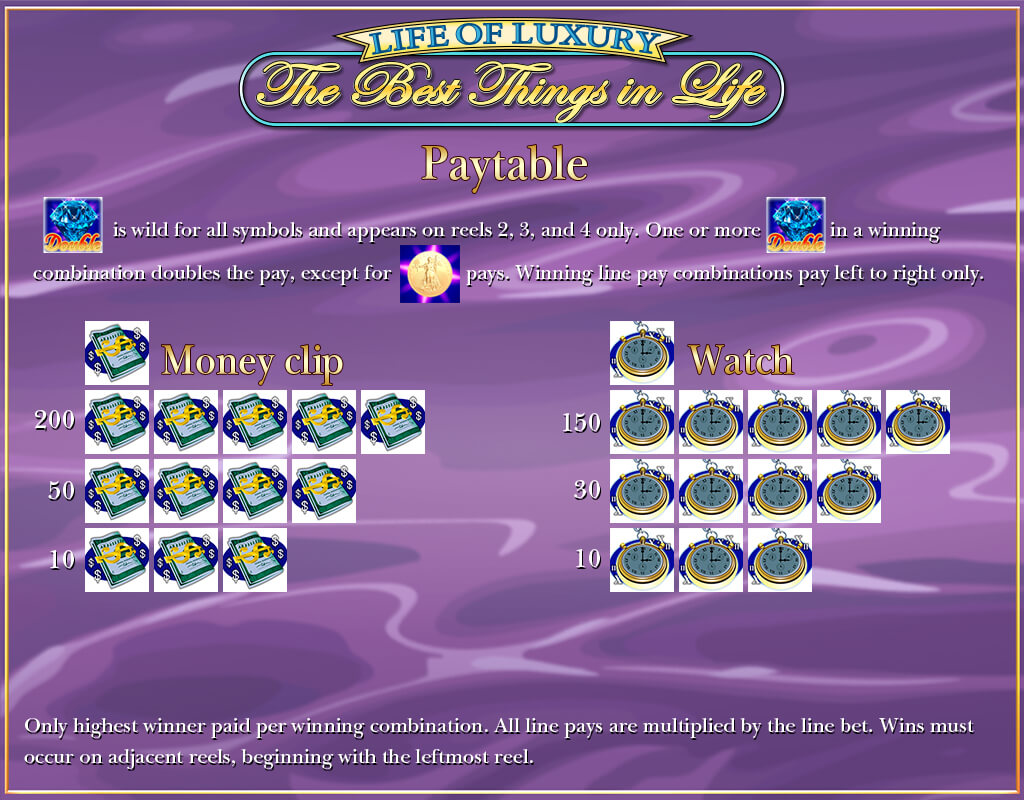 LIFE OF LUXURY
The Best Things in Life
Paytable
Double is wild for all symbols and appears on reels 2, 3, and 4 only. One or more Double in a winning
combination doubles the pay, except for pays. Winning line pay combinations pay left to right only.
Money clip
Watch
200
150
50
30
10
10
Only highest winner paid per winning combination. All line pays are multiplied by the line bet. Wins must
occur on adjacent reels, beginning with the leftmost reel.